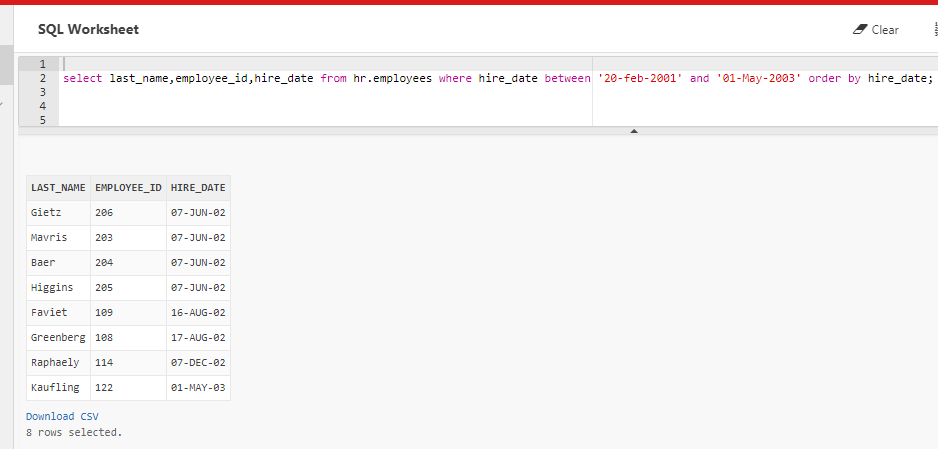 SQL Worksheet
Clear
1
2 select last_name,employee_id,hire_date from hr.employees where hire_date between '20-feb-2001' and '01-May-2003' order by hire_date;
3
4
5
LAST_NAME EMPLOYEE_ID HIRE_DATE
Gietz 206 07-JUN-02
Mavris 203 07-JUN-02
Baer 204 07-JUN-02
Higgins 205 07-JUN-02
Faviet 109 16-AUG-02
Greenberg 108 17-AUG-02
Raphaely 114 07-DEC-02
Kaufling 122 01-MAY-03
Download CSV
8 rows selected.